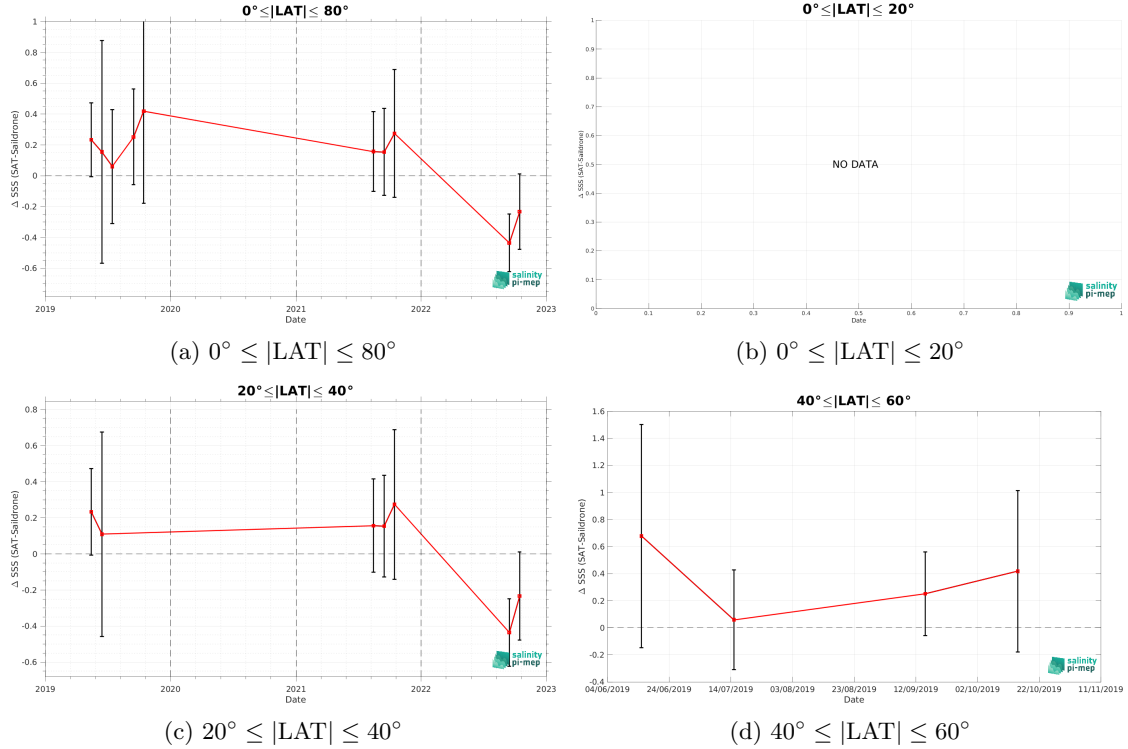 0°≤|LAT|≤ 80°
1
0.8
0.6
0.4
0.2
0
-0.2
-0.4
-0.6
Δ SSS (SAT-Saildrone)
2019
2020
2021
2022
2023
Date
salinity
pi-mep
(a) 0° ≤ |LAT| ≤ 80°
0°≤|LAT|≤ 20°
1
0.9
0.8
0.7
0.6
0.5
0.4
0.3
0.2
0.1
0
Δ SSS (SAT-Saildrone)
NO DATA
0
0.1
0.2
0.3
0.4
0.5
0.6
0.7
0.8
0.9
1
Date
salinity
pi-mep
(b) 0° ≤ |LAT| ≤ 20°
20°≤|LAT|≤ 40°
0.8
0.6
0.4
0.2
0
-0.2
-0.4
-0.6
Δ SSS (SAT-Saildrone)
2019
2020
2021
2022
2023
Date
salinity
pi-mep
(c) 20° ≤ |LAT| ≤ 40°
40°≤|LAT|≤ 60°
1.6
1.4
1.2
1
0.8
0.6
0.4
0.2
0
-0.2
-0.4
Δ SSS (SAT-Saildrone)
04/06/2019
24/06/2019
14/07/2019
03/08/2019
23/08/2019
12/09/2019
02/10/2019
22/10/2019
11/11/2019
Date
salinity
pi-mep
(d) 40° ≤ |LAT| ≤ 60°